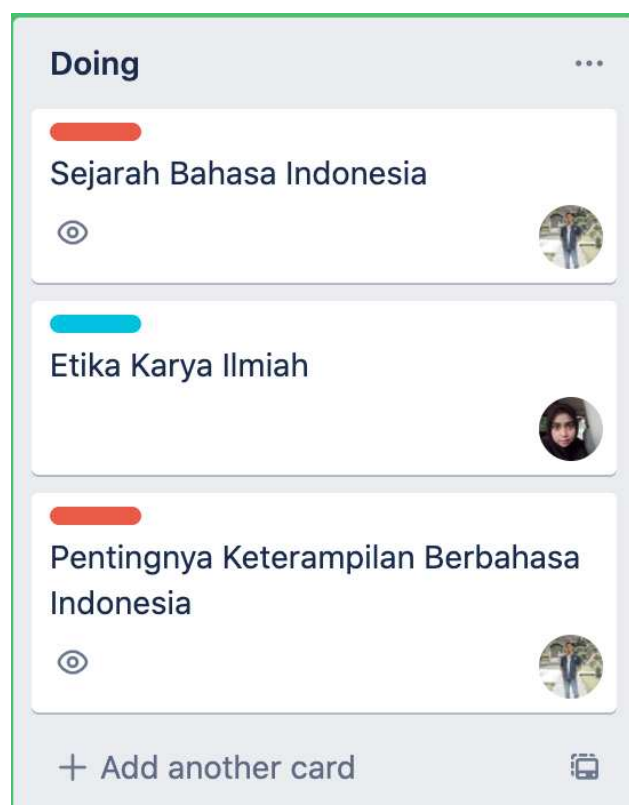 Doing
Sejarah Bahasa Indonesia
Etika Karya Ilmiah
Pentingnya Keterampilan Berbahasa
Indonesia
+ Add another card